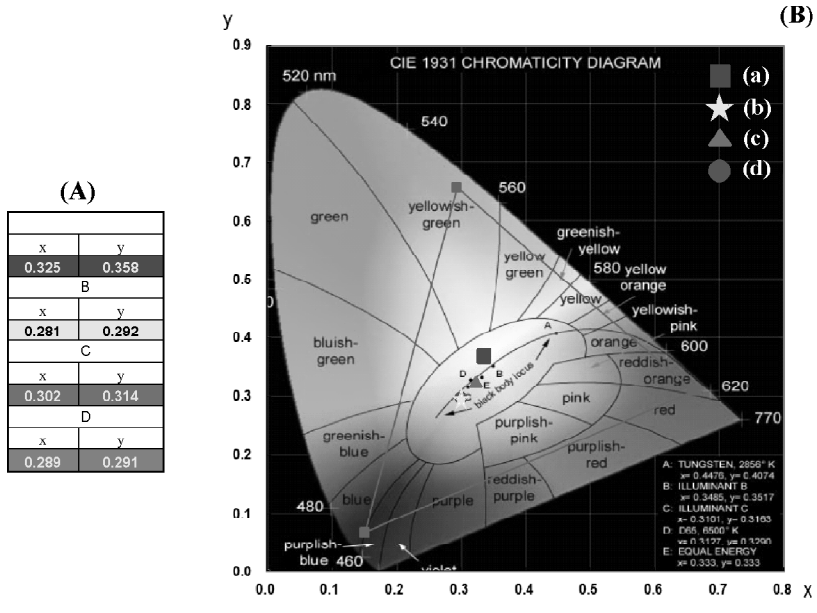 (A)
x y
0.325 0.358
B
x y
0.281 0.292
C
x y
0.302 0.314
D
x y
0.289 0.291
(B)
y
0.9
0.8
0.7
0.6
0.5
0.4
0.3
0.2
0.1
0.0
CIE 1931 CHROMATICITY DIAGRAM
(a)
(b)
(c)
(d)
520 nm
540
560
580
600
620
770
480
460
0
green
yellowish-
green
yellow
green
greenish-
yellow
yellow
yellow
orange
yellowish-
pink
orange
reddish-
orange
red
pink
purplish-
pink
purplish-
red
reddish-
purple
purple
violet
purplish-
blue
blue
greenish-
blue
bluish-
green
A
D
B
E
black body locus
A: TUNGSTEN, 2856° K
x= 0.4476, y= 0.4074
B: ILLUMINANT B
x= 0.3485, y= 0.3517
C: ILLUMINANT C
x= 0.3101, y= 0.3163
D: D65, 6500° K
x= 0.3127, y= 0.3290
E: EQUAL ENERGY
x= 0.333, y= 0.333
0.0 0.1 0.2 0.3 0.4 0.5 0.6 0.7 0.8 x